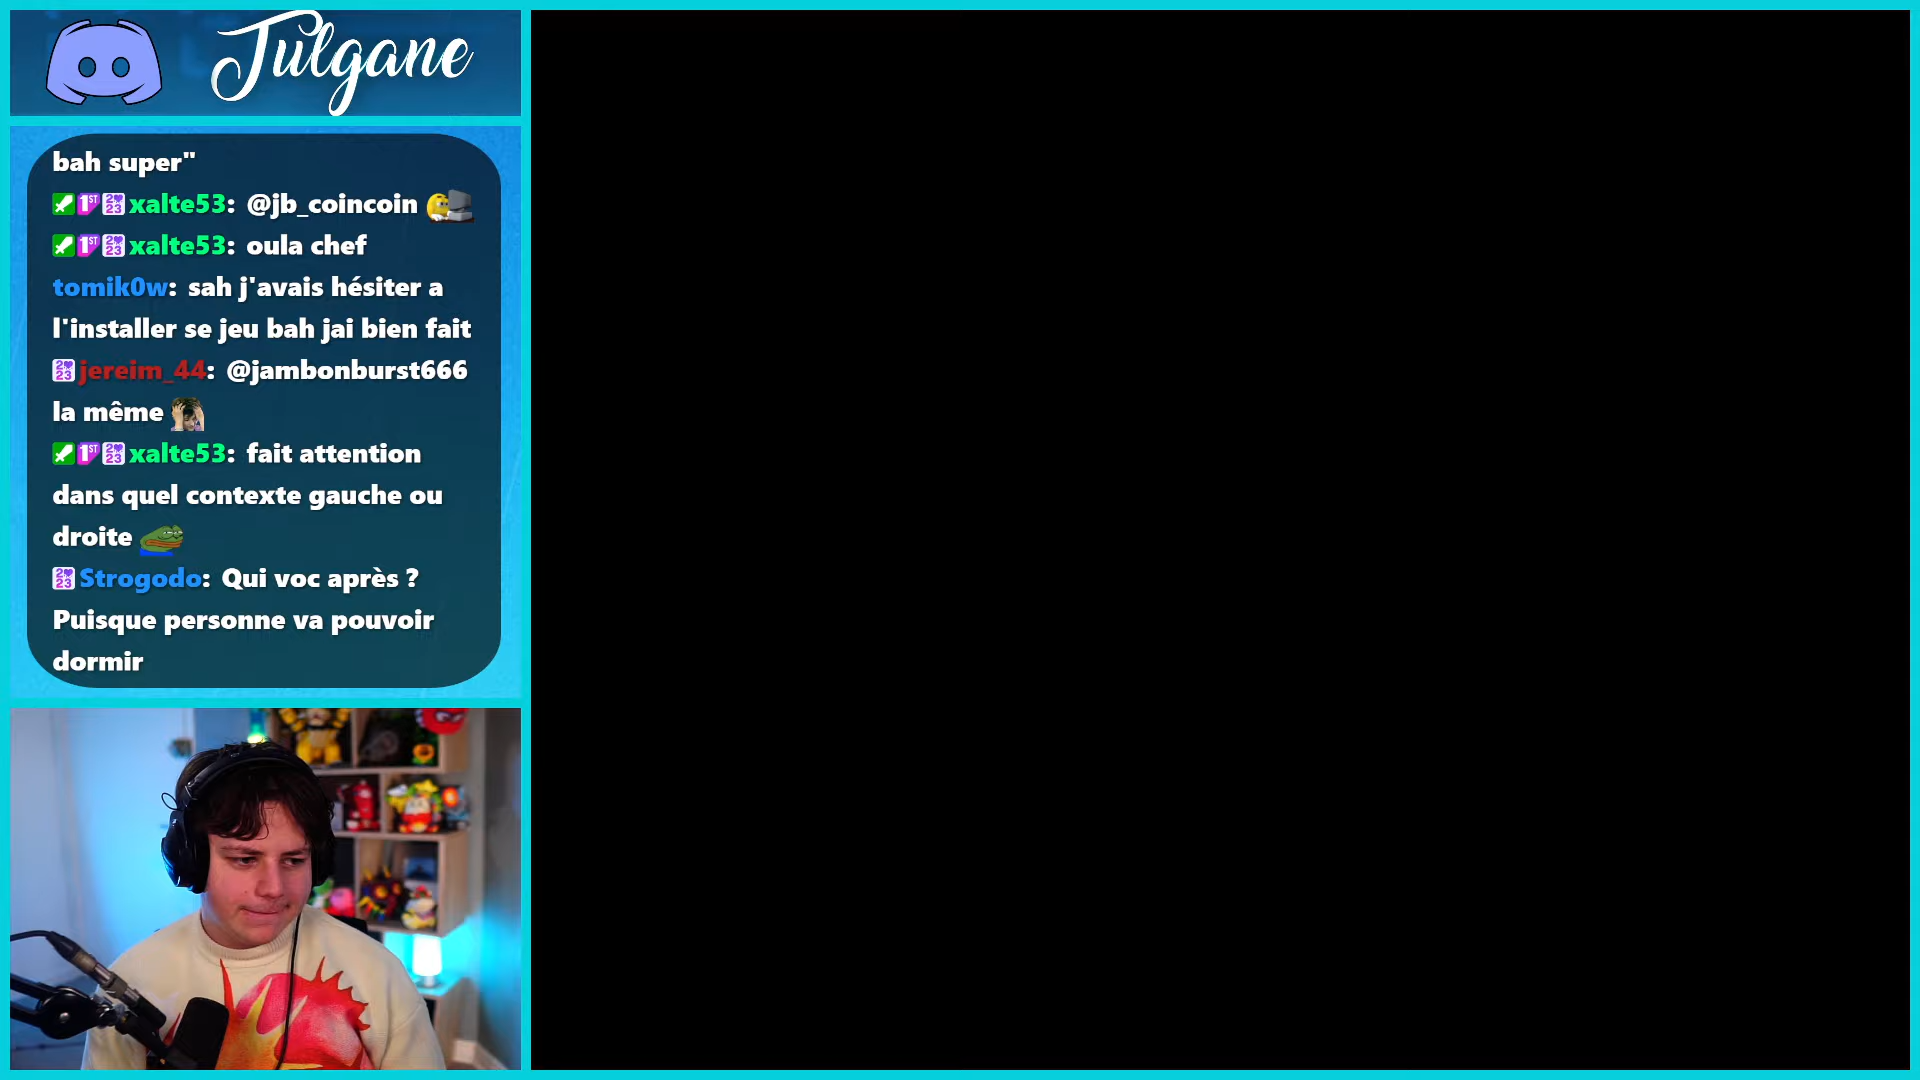 Julgane
bah super"
xalte53: @jb_coincoin
xalte53: oula chef
tomik0w: sah j'avais hésiter a
l'installer se jeu bah jai bien fait
jereim_44: @jambonburst666
la même
xalte53: fait attention
dans quel contexte gauche ou
droite
Strogodo: Qui voc après ?
Puisque personne va pouvoir
dormir